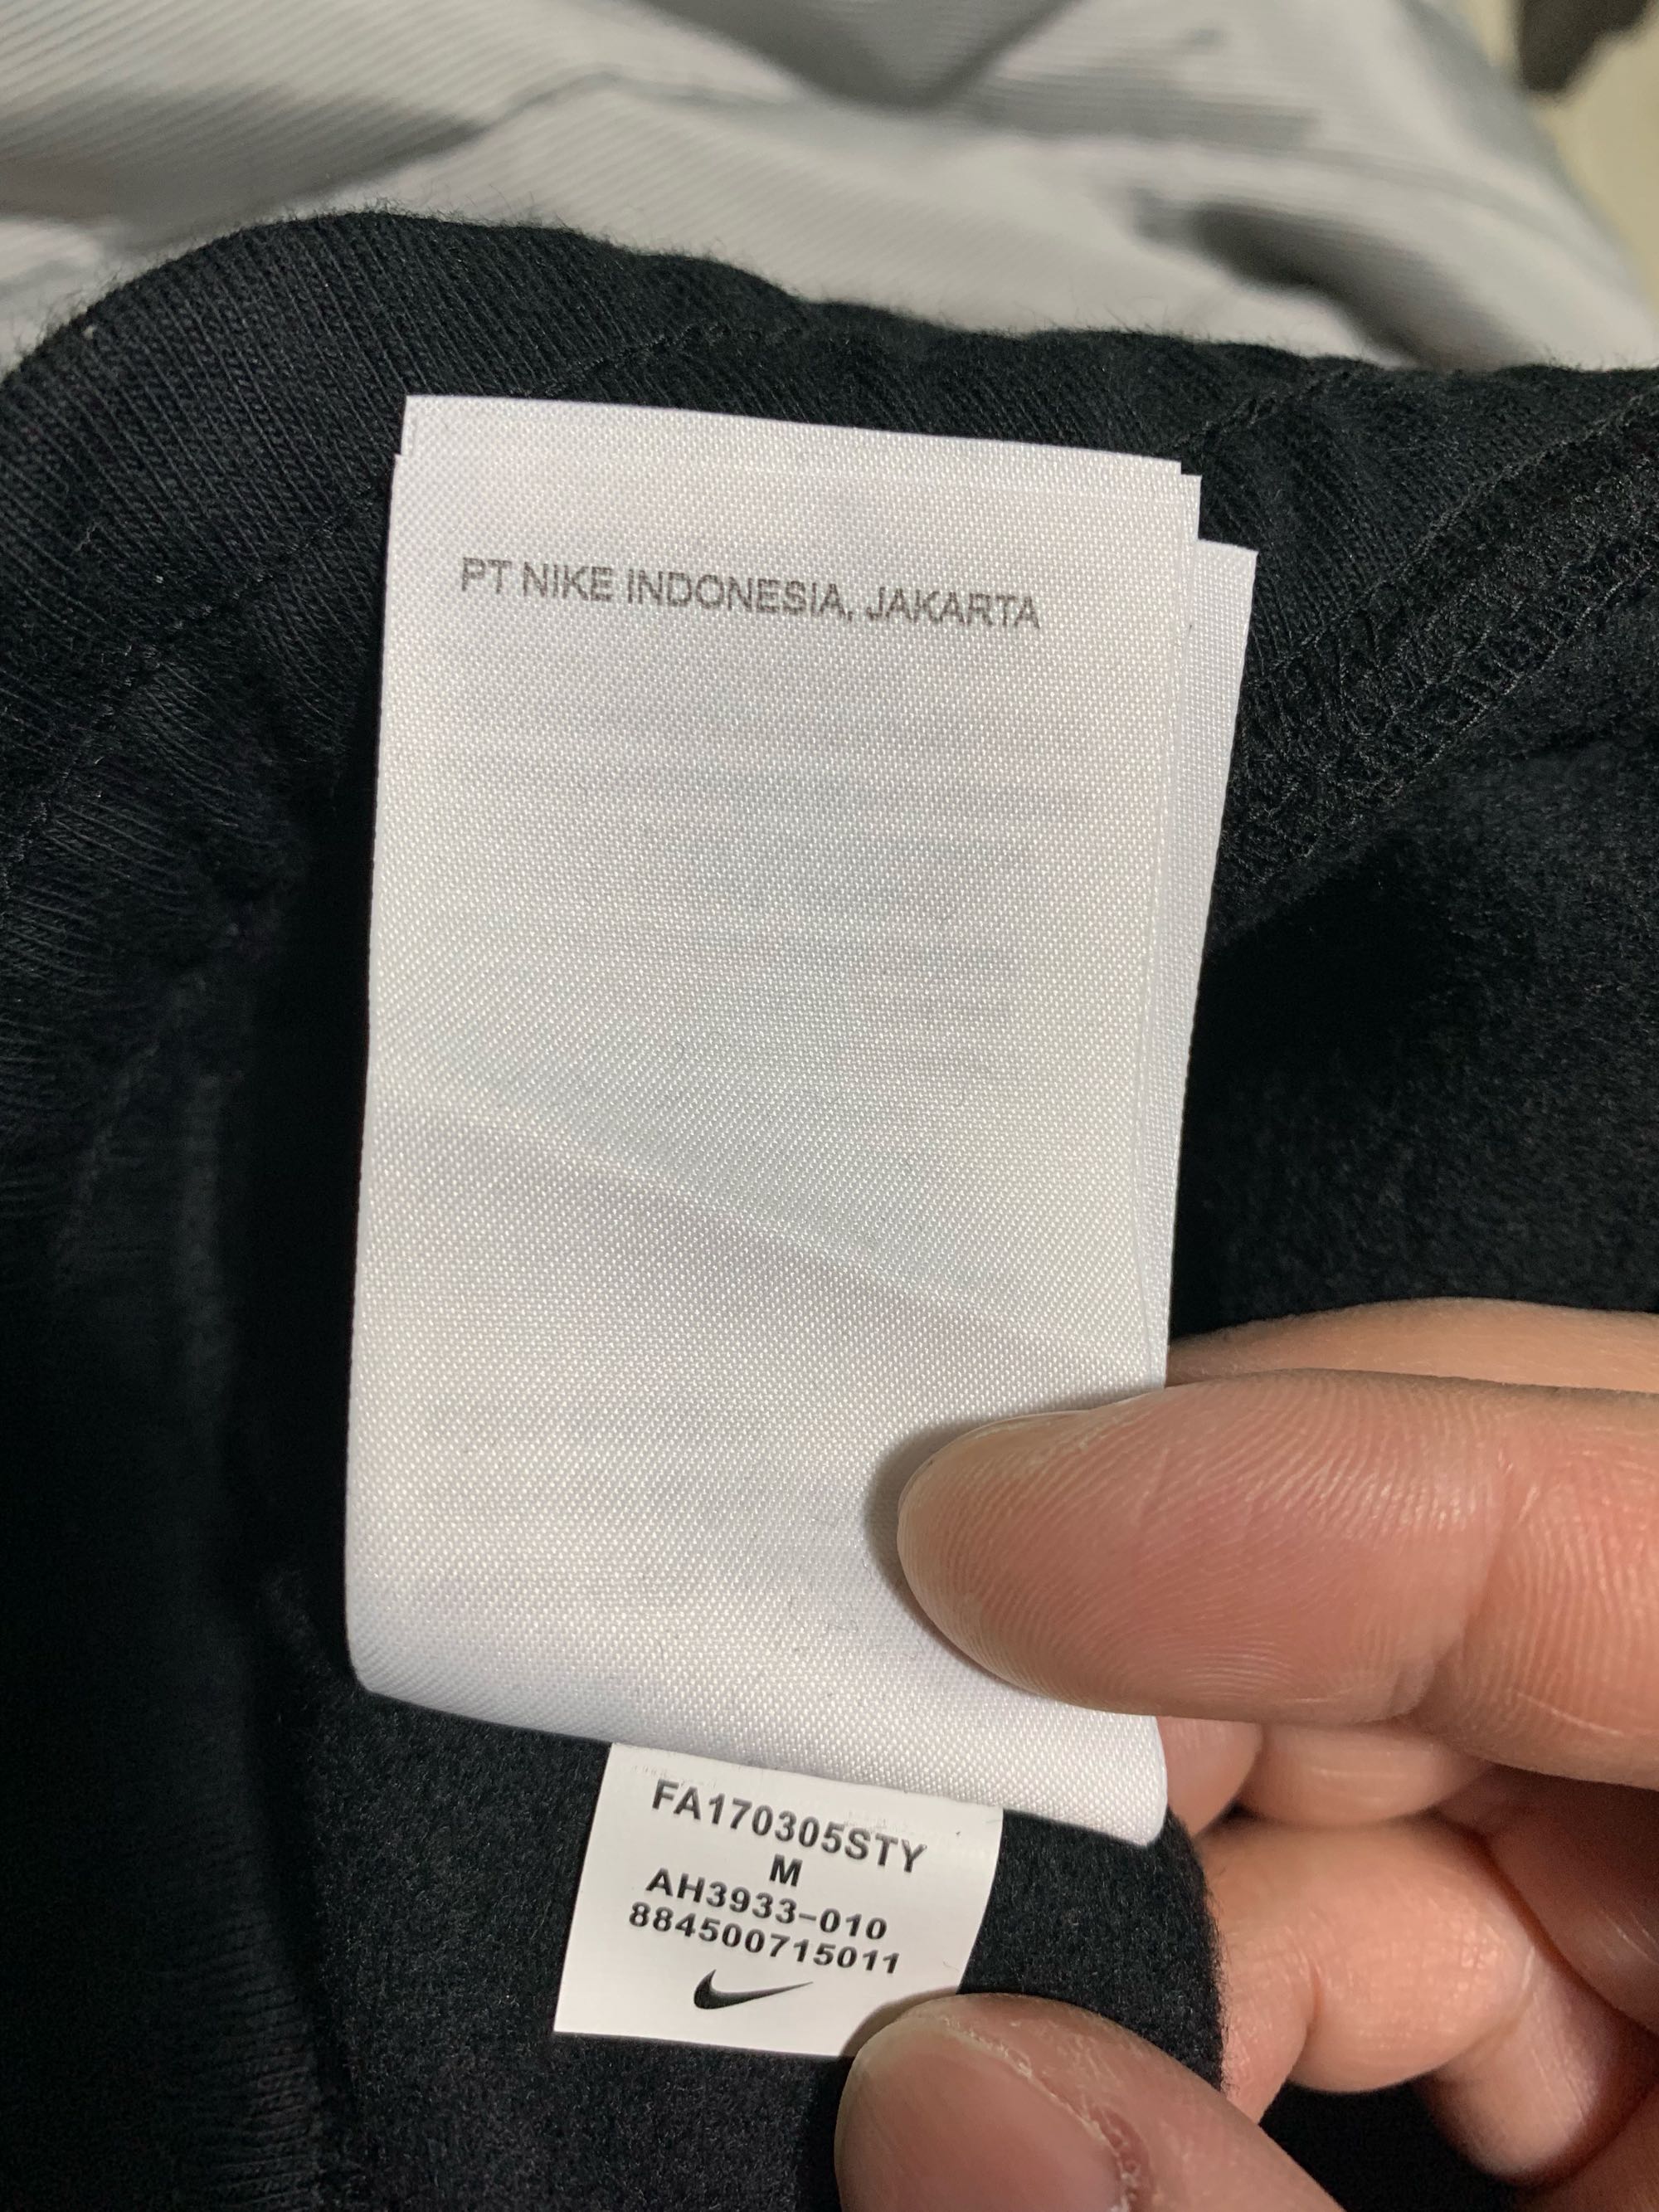 PT NIKE INDONESIA, JAKARTA
FA170305STY
M
AH3933-010
884500715011